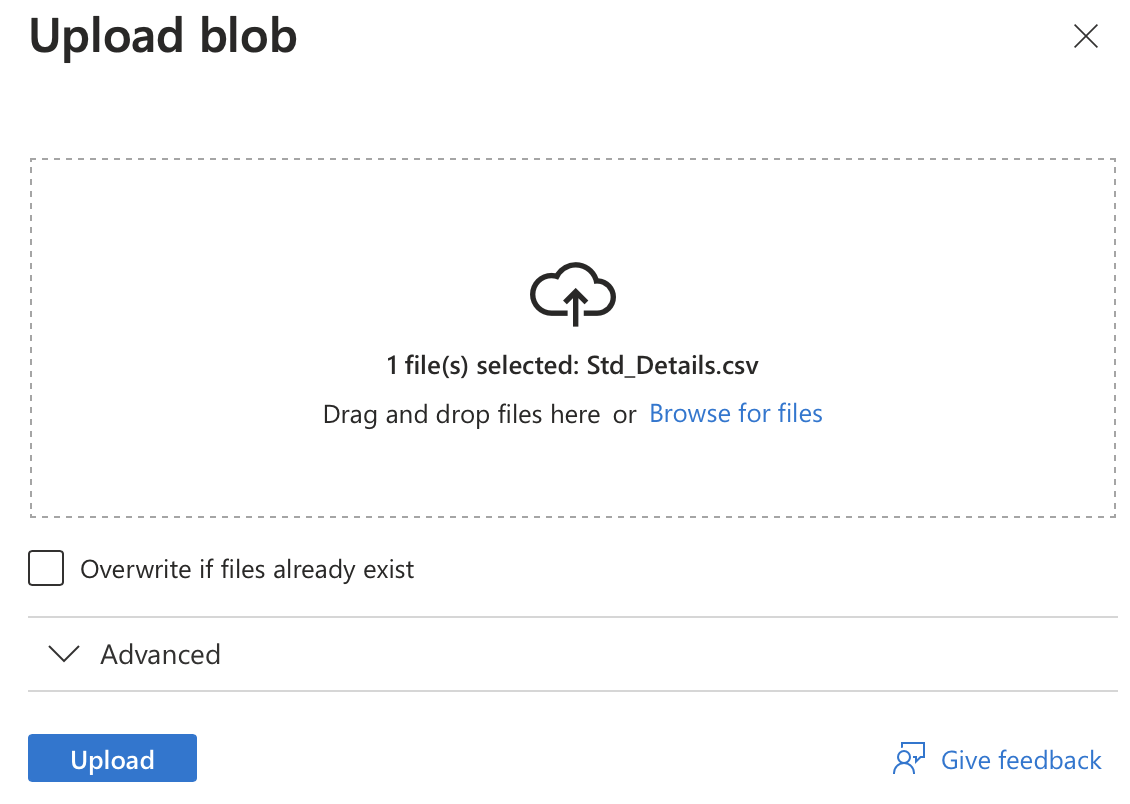 Upload blob
1 file(s) selected: Std_Details.csv
Drag and drop files here or Browse for files
Overwrite if files already exist
Advanced
Upload
Give feedback